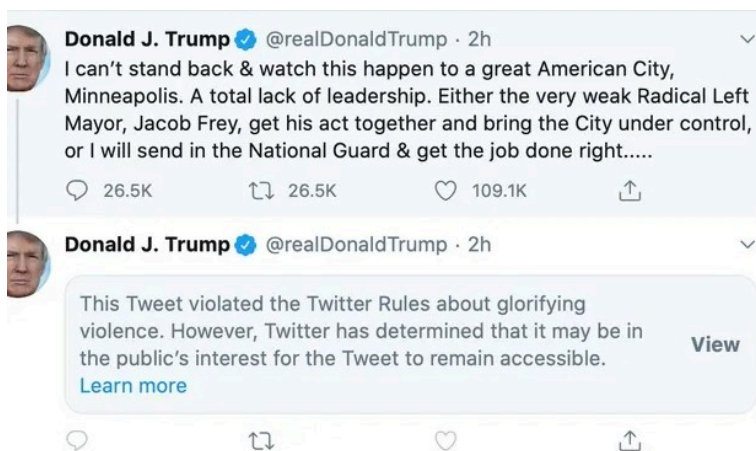 Donald J. Trump @realDonaldTrump · 2h
I can't stand back & watch this happen to a great American City,
Minneapolis. A total lack of leadership. Either the very weak Radical Left
Mayor, Jacob Frey, get his act together and bring the City under control,
or I will send in the National Guard & get the job done right.....
26.5K 26.5K 109.1K
Donald J. Trump @realDonaldTrump · 2h
This Tweet violated the Twitter Rules about glorifying
violence. However, Twitter has determined that it may be in
the public's interest for the Tweet to remain accessible.
View
Learn more